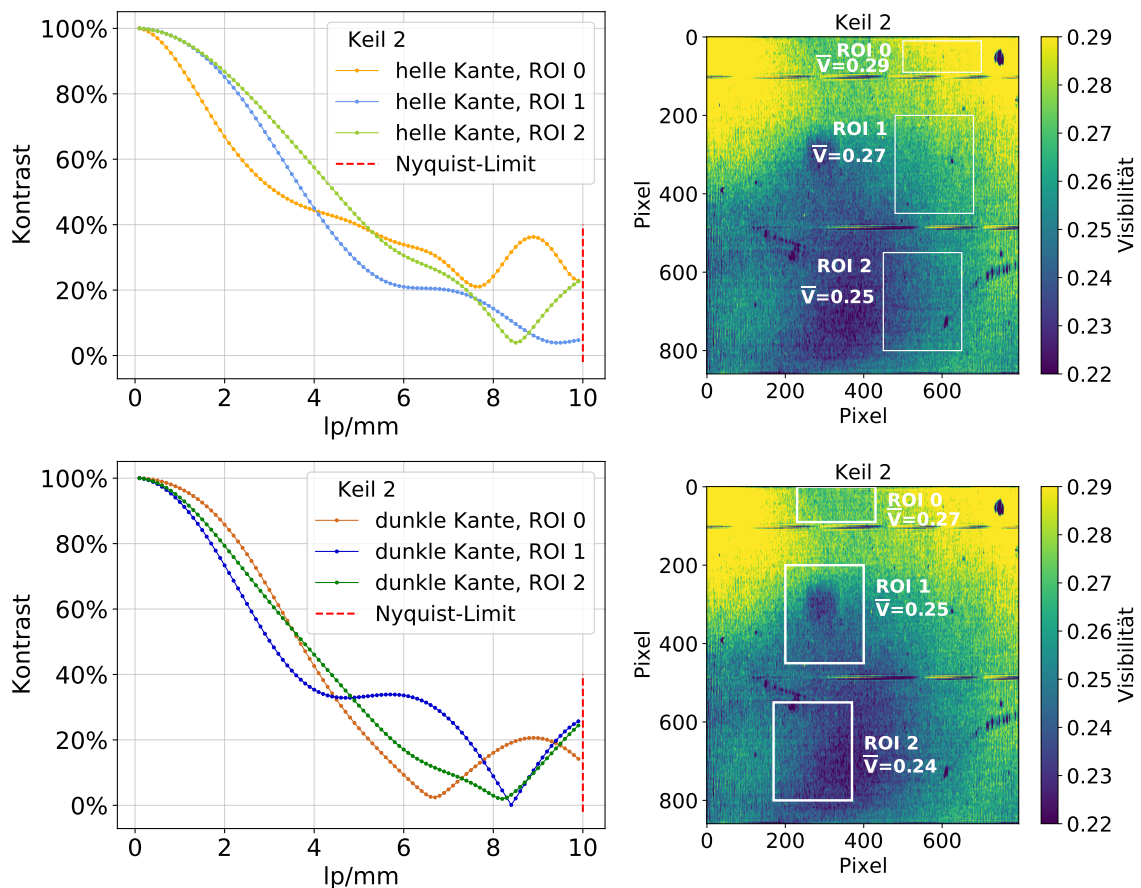 100%
80%
60%
40%
20%
0%
Kontrast
0
2
4
6
8
10
lp/mm
Keil 2
helle Kante, ROI 0
helle Kante, ROI 1
helle Kante, ROI 2
Nyquist-Limit
Keil 2
0
200
400
600
800
Pixel
0
200
400
600
Pixel
ROI 0
V̅=0.29
ROI 1
V̅=0.27
ROI 2
V̅=0.25
0.29
0.28
0.27
0.26
0.25
0.24
0.23
0.22
Visibilität
100%
80%
60%
40%
20%
0%
Kontrast
0
2
4
6
8
10
lp/mm
Keil 2
dunkle Kante, ROI 0
dunkle Kante, ROI 1
dunkle Kante, ROI 2
Nyquist-Limit
Keil 2
0
200
400
600
800
Pixel
0
200
400
600
Pixel
ROI 0
V̅=0.27
ROI 1
V̅=0.25
ROI 2
V̅=0.24
0.29
0.28
0.27
0.26
0.25
0.24
0.23
0.22
Visibilität